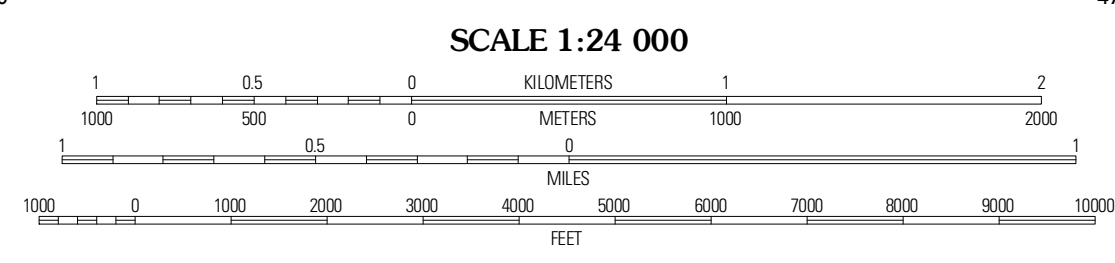 SCALE 1:24 000
1 0.5 0 KILOMETERS 1 2
1000 500 0 METERS 1000 2000
1 0.5 0 1
MILES
1000 0 1000 2000 3000 4000 5000 6000 7000 8000 9000 10000
FEET